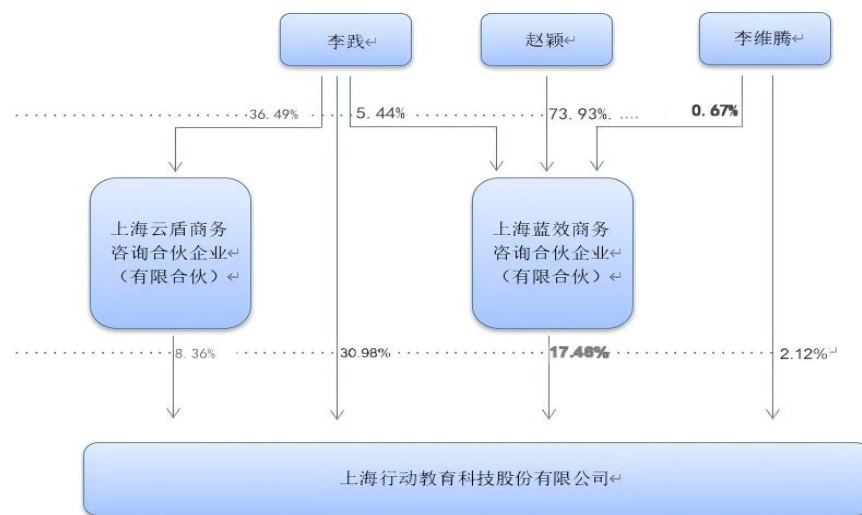 李践
赵颖
李维腾
36.49%
5.44%
73.93%
0.67%
上海云盾商务
咨询合伙企业
（有限合伙）
上海蓝效商务
咨询合伙企业
（有限合伙）
8.36%
30.98%
17.46%
2.12%
上海行动教育科技股份有限公司